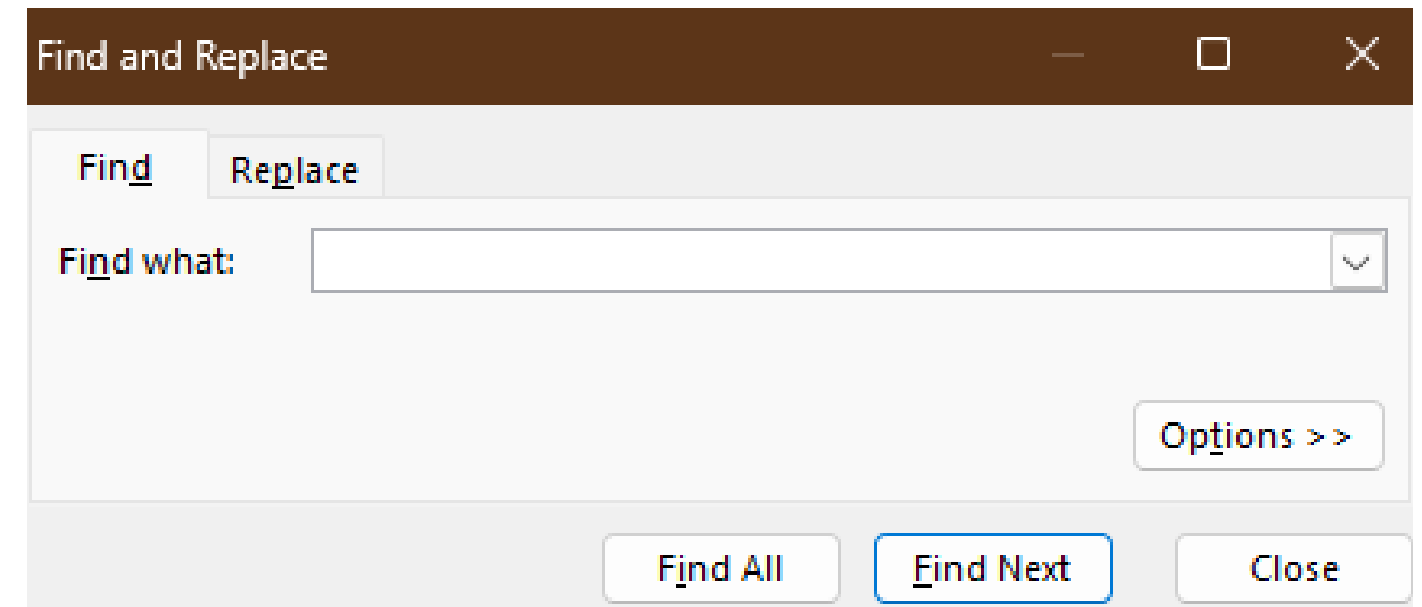 Find and Replace
Find Replace
Find what:
Options >>
Find All Find Next Close